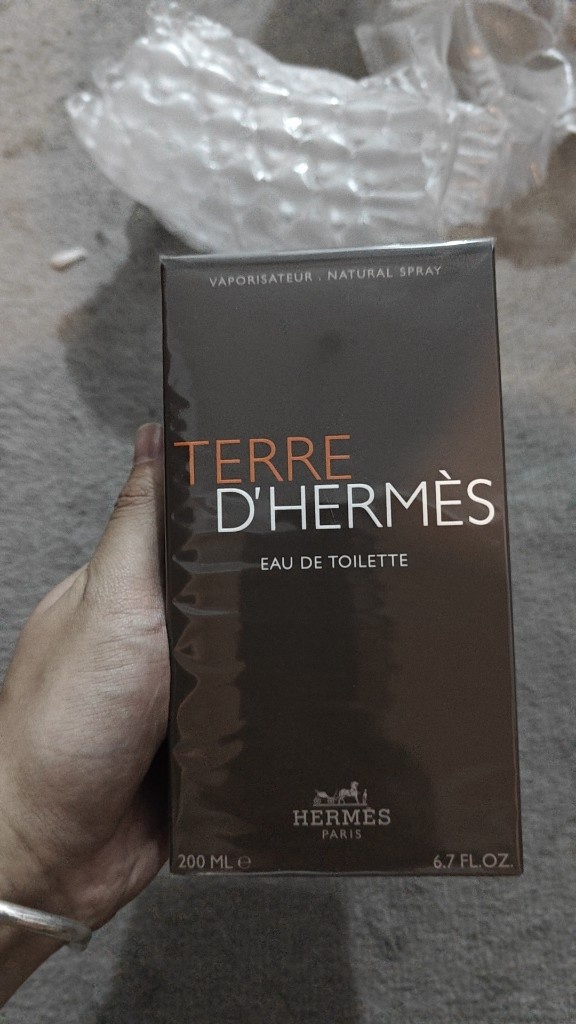 VAPORISATEUR . NATURAL SPRAY
TERRE
D'HERMÈS
EAU DE TOILETTE
HERMÈS
PARIS
200 ML ℮ 6.7 FL.OZ.